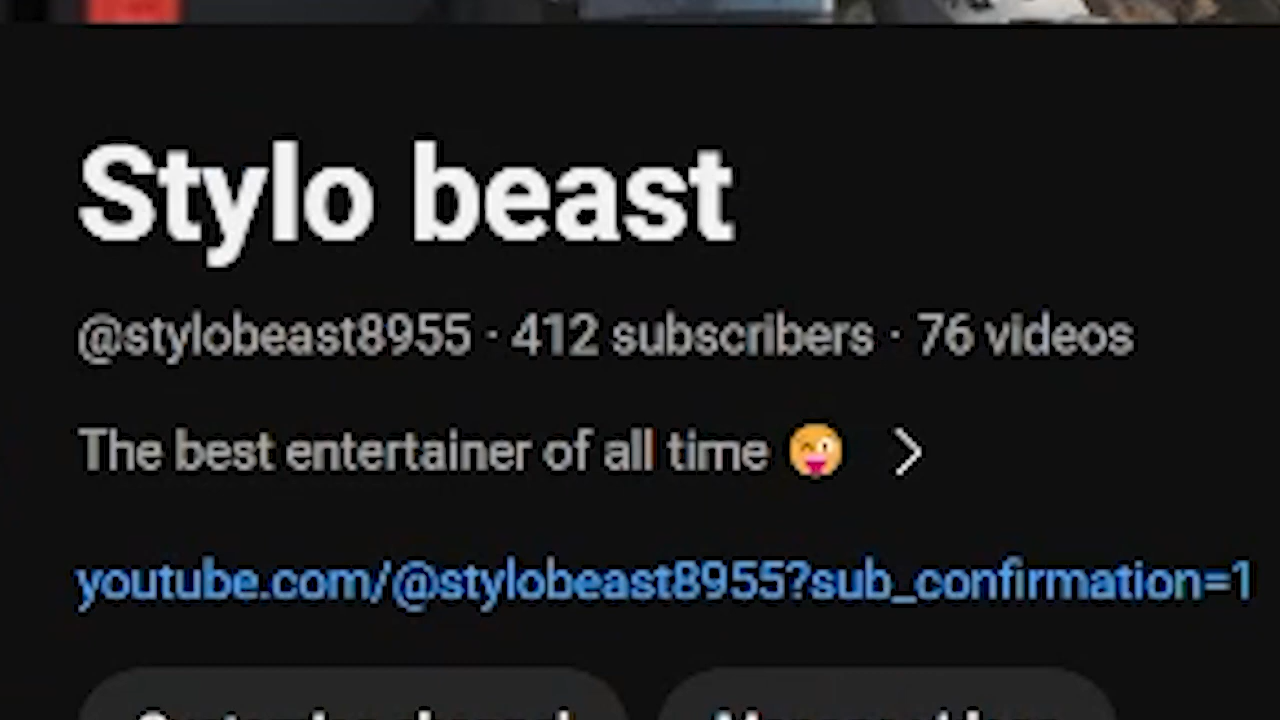 Stylo beast
@stylobeast8955 · 412 subscribers · 76 videos
The best entertainer of all time 😜 >
youtube.com/@stylobeast8955?sub_confirmation=1